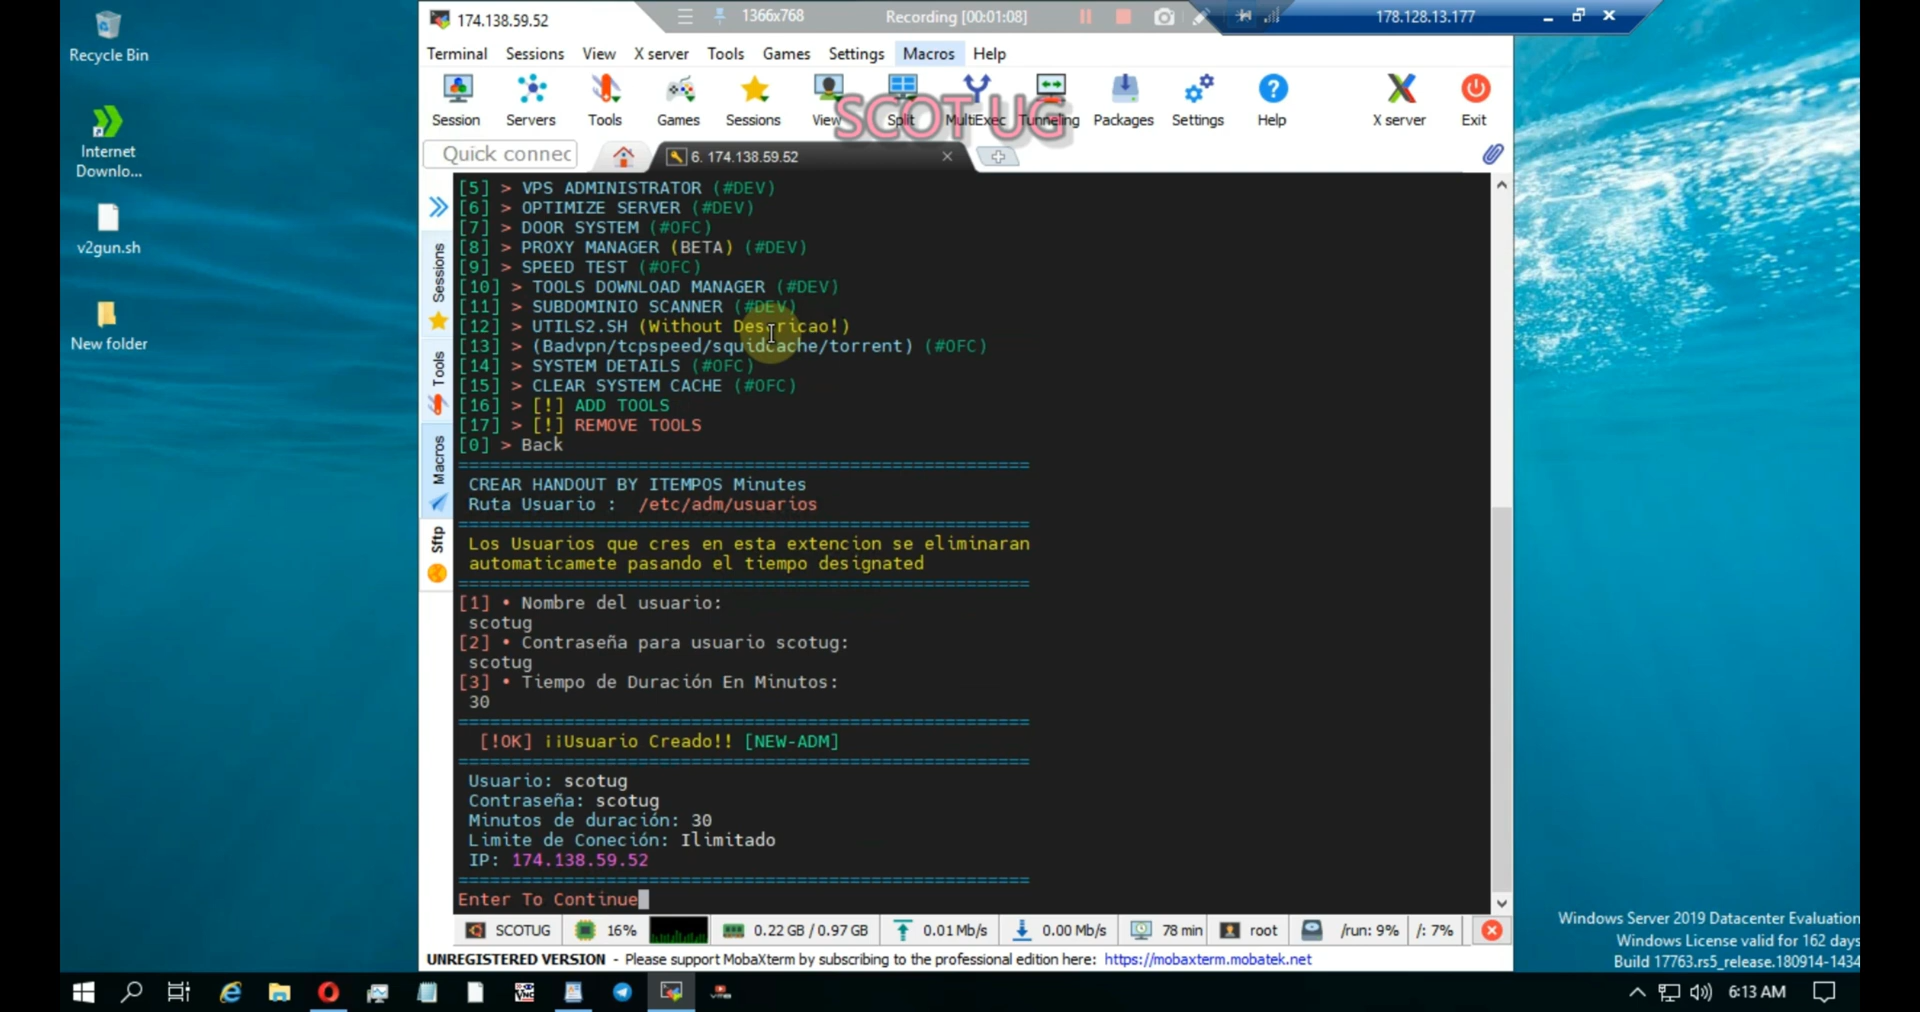 174.138.59.52
1366x768
Recording [00:01:08]
178.128.13.177
Recycle Bin
Internet
Downlo...
v2gun.sh
New folder
Terminal Sessions View X server Tools Games Settings Macros Help
Session Servers Tools Games Sessions View Split MultiExec Tunneling Packages Settings Help X server Exit
SCOT UG
Quick connec
6. 174.138.59.52
Sessions
Tools
Macros
Sftp
[5] > VPS ADMINISTRATOR (#DEV)
[6] > OPTIMIZE SERVER (#DEV)
[7] > DOOR SYSTEM (#OFC)
[8] > PROXY MANAGER (BETA) (#DEV)
[9] > SPEED TEST (#OFC)
[10] > TOOLS DOWNLOAD MANAGER (#DEV)
[11] > SUBDOMINIO SCANNER (#DEV)
[12] > UTILS2.SH (Without Descricao!)
[13] > (Badvpn/tcpspeed/squidcache/torrent) (#OFC)
[14] > SYSTEM DETAILS (#OFC)
[15] > CLEAR SYSTEM CACHE (#OFC)
[16] > [!] ADD TOOLS
[17] > [!] REMOVE TOOLS
[0] > Back
======================================================
CREAR HANDOUT BY ITEMPOS Minutes
Ruta Usuario : /etc/adm/usuarios
======================================================
Los Usuarios que cres en esta extencion se eliminaran
automaticamete pasando el tiempo designated
======================================================
[1] • Nombre del usuario:
scotug
[2] • Contraseña para usuario scotug:
scotug
[3] • Tiempo de Duración En Minutos:
30
======================================================
[!OK] ¡¡Usuario Creado!! [NEW-ADM]
======================================================
Usuario: scotug
Contraseña: scotug
Minutos de duración: 30
Limite de Coneción: Ilimitado
IP: 174.138.59.52
======================================================
Enter To Continue
SCOTUG 16% 0.22 GB / 0.97 GB 0.01 Mb/s 0.00 Mb/s 78 min root /run: 9% /: 7%
UNREGISTERED VERSION - Please support MobaXterm by subscribing to the professional edition here: https://mobaxterm.mobatek.net
Windows Server 2019 Datacenter Evaluation
Windows License valid for 162 days
Build 17763.rs5_release.180914-1434
6:13 AM